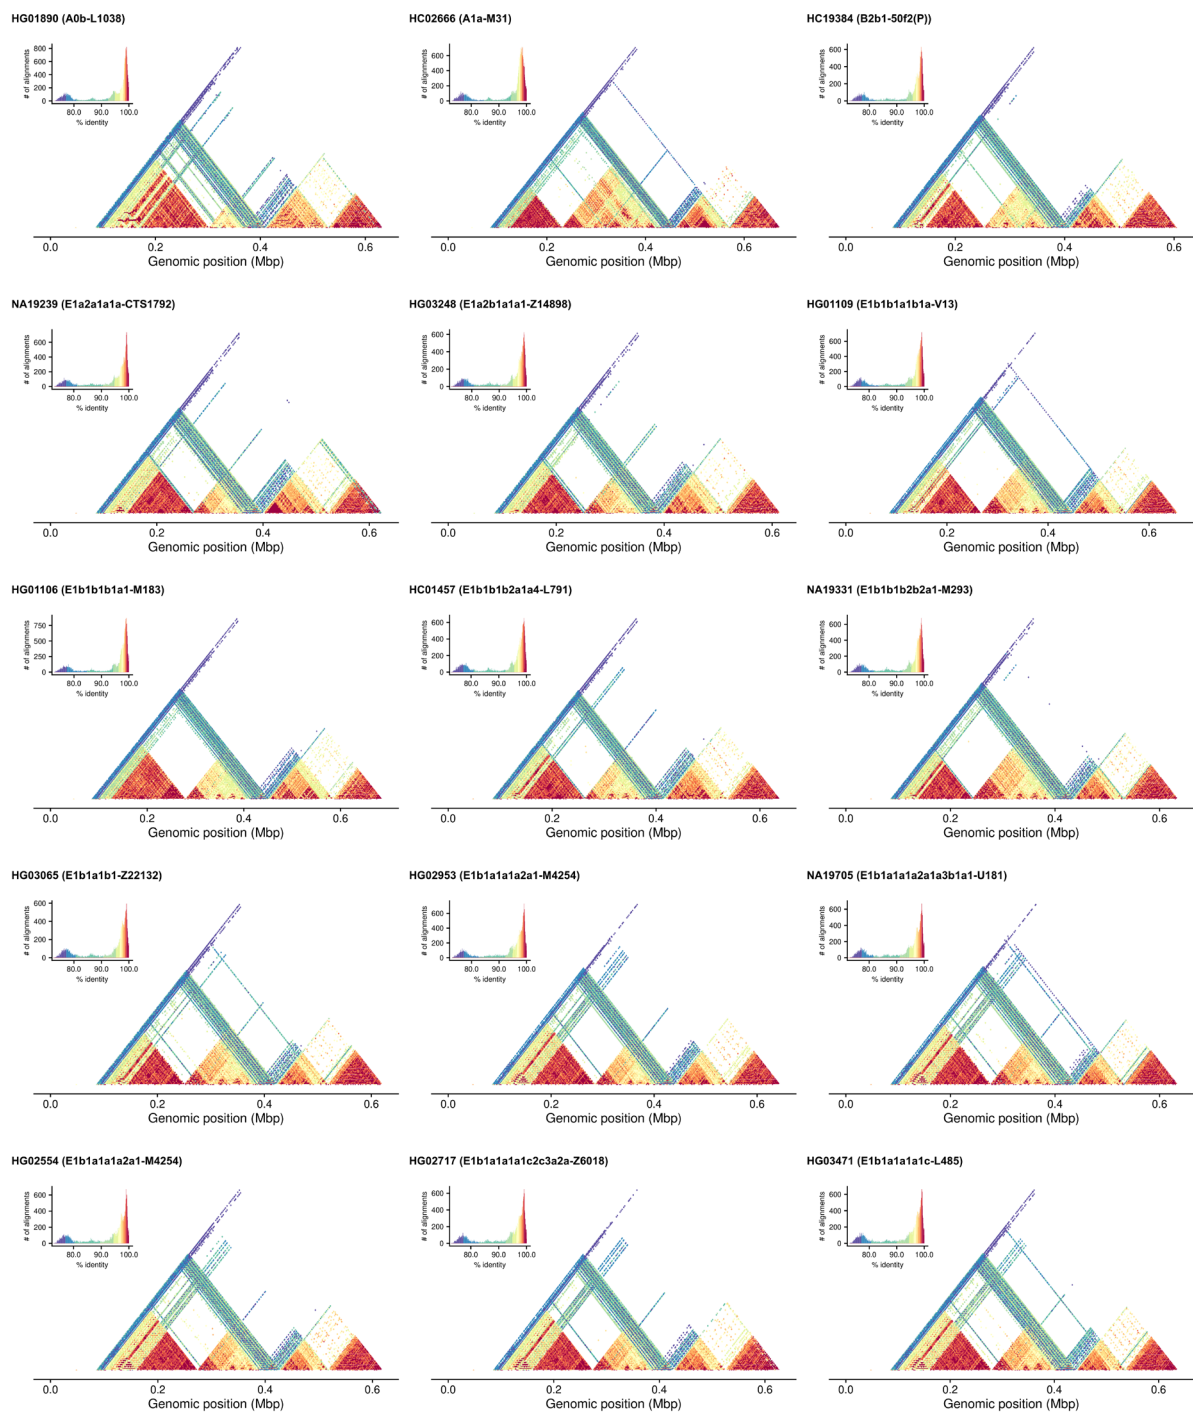 HG01890 (A0b-L1038)
# of alignments
800
600
400
200
0
80.0 90.0 100.0
% identity
0.0 0.2 0.4 0.6
Genomic position (Mbp)
HC02666 (A1a-M31)
# of alignments
600
400
200
0
80.0 90.0 100.0
% identity
0.0 0.2 0.4 0.6
Genomic position (Mbp)
HC19384 (B2b1-50f2(P))
# of alignments
600
400
200
0
80.0 90.0 100.0
% identity
0.0 0.2 0.4 0.6
Genomic position (Mbp)
NA19239 (E1a2a1a1a-CTS1792)
# of alignments
600
400
200
0
80.0 90.0 100.0
% identity
0.0 0.2 0.4 0.6
Genomic position (Mbp)
HG03248 (E1a2b1a1a1-Z14898)
# of alignments
600
400
200
0
80.0 90.0 100.0
% identity
0.0 0.2 0.4 0.6
Genomic position (Mbp)
HG01109 (E1b1b1a1b1a-V13)
# of alignments
600
400
200
0
80.0 90.0 100.0
% identity
0.0 0.2 0.4 0.6
Genomic position (Mbp)
HG01106 (E1b1b1b1a1-M183)
# of alignments
750
500
250
0
80.0 90.0 100.0
% identity
0.0 0.2 0.4 0.6
Genomic position (Mbp)
HC01457 (E1b1b1b2a1a4-L791)
# of alignments
600
400
200
0
80.0 90.0 100.0
% identity
0.0 0.2 0.4 0.6
Genomic position (Mbp)
NA19331 (E1b1b1b2b2a1-M293)
# of alignments
600
400
200
0
80.0 90.0 100.0
% identity
0.0 0.2 0.4 0.6
Genomic position (Mbp)
HG03065 (E1b1a1b1-Z22132)
# of alignments
600
400
200
0
80.0 90.0 100.0
% identity
0.0 0.2 0.4 0.6
Genomic position (Mbp)
HG02953 (E1b1a1a1a2a1-M4254)
# of alignments
600
400
200
0
80.0 90.0 100.0
% identity
0.0 0.2 0.4 0.6
Genomic position (Mbp)
NA19705 (E1b1a1a1a2a1a3b1a1-U181)
# of alignments
600
400
200
0
80.0 90.0 100.0
% identity
0.0 0.2 0.4 0.6
Genomic position (Mbp)
HG02554 (E1b1a1a1a2a1-M4254)
# of alignments
600
400
200
0
80.0 90.0 100.0
% identity
0.0 0.2 0.4 0.6
Genomic position (Mbp)
HG02717 (E1b1a1a1a1c2c3a2a-Z6018)
# of alignments
600
400
200
0
80.0 90.0 100.0
% identity
0.0 0.2 0.4 0.6
Genomic position (Mbp)
HG03471 (E1b1a1a1a1c-L485)
# of alignments
600
400
200
0
80.0 90.0 100.0
% identity
0.0 0.2 0.4 0.6
Genomic position (Mbp)